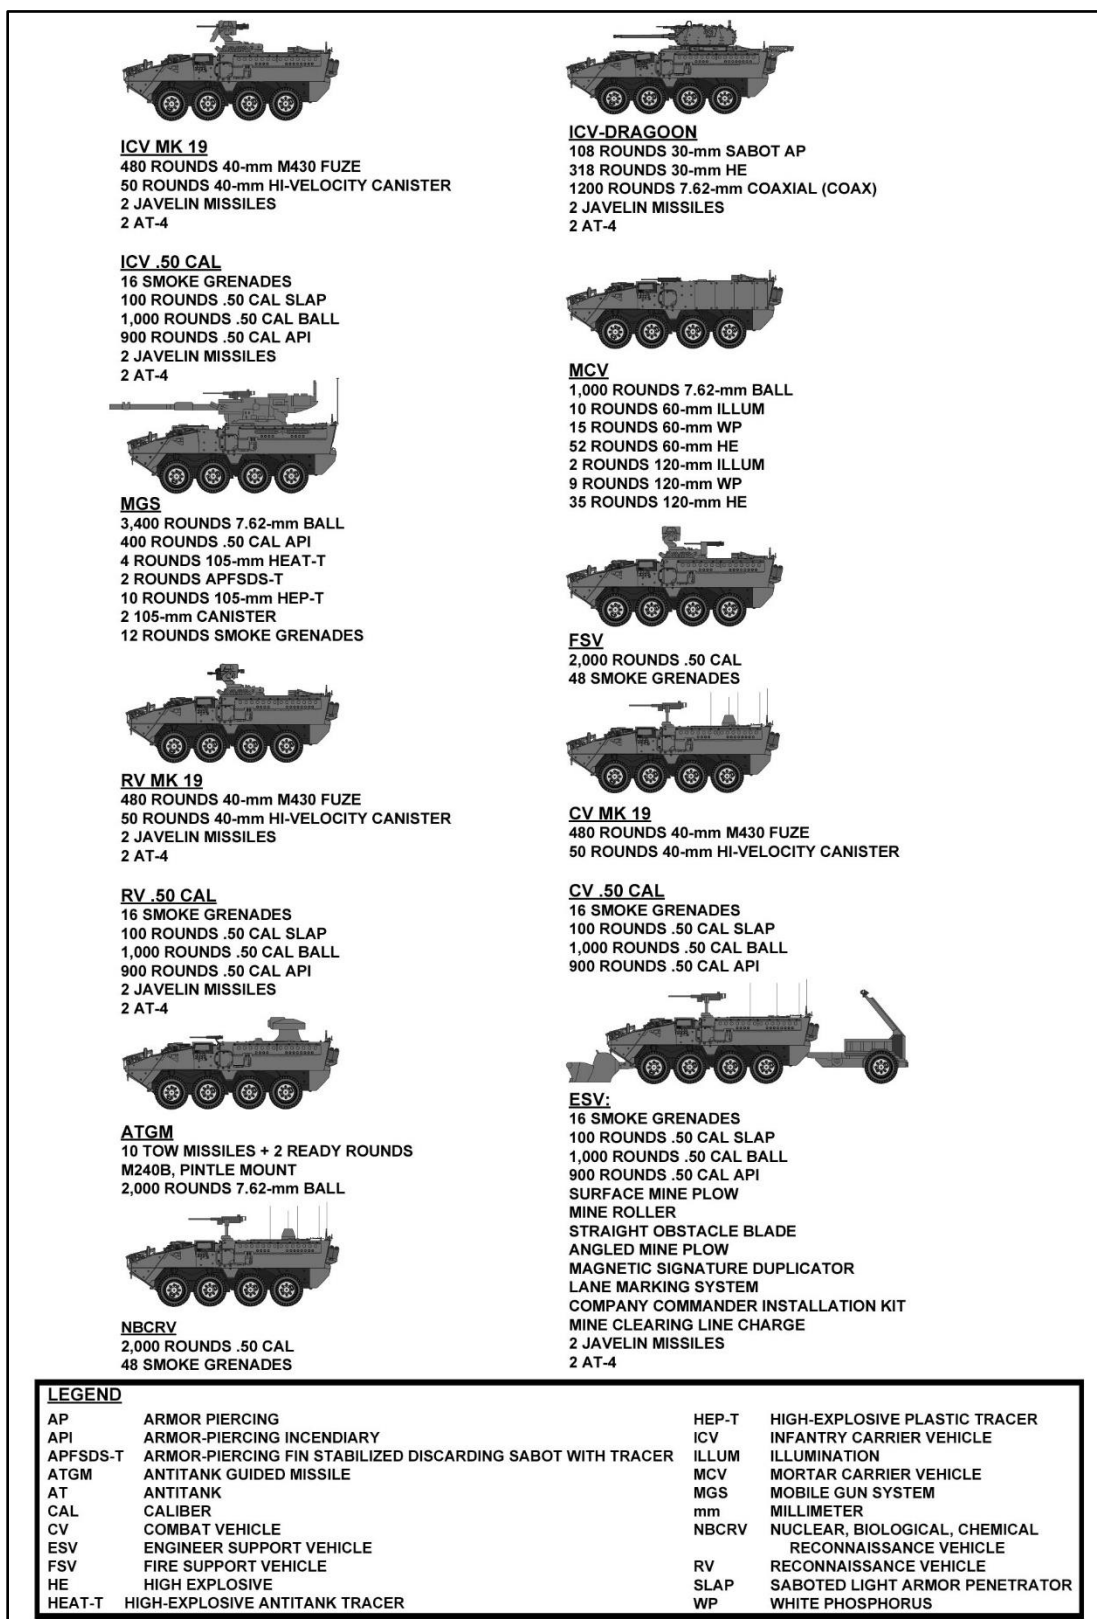 ICV MK 19
480 ROUNDS 40-mm M430 FUZE
50 ROUNDS 40-mm HI-VELOCITY CANISTER
2 JAVELIN MISSILES
2 AT-4
ICV .50 CAL
16 SMOKE GRENADES
100 ROUNDS .50 CAL SLAP
1,000 ROUNDS .50 CAL BALL
900 ROUNDS .50 CAL API
2 JAVELIN MISSILES
2 AT-4
MGS
3,400 ROUNDS 7.62-mm BALL
400 ROUNDS .50 CAL API
4 ROUNDS 105-mm HEAT-T
2 ROUNDS APFSDS-T
10 ROUNDS 105-mm HEP-T
2 105-mm CANISTER
12 ROUNDS SMOKE GRENADES
RV MK 19
480 ROUNDS 40-mm M430 FUZE
50 ROUNDS 40-mm HI-VELOCITY CANISTER
2 JAVELIN MISSILES
2 AT-4
RV .50 CAL
16 SMOKE GRENADES
100 ROUNDS .50 CAL SLAP
1,000 ROUNDS .50 CAL BALL
900 ROUNDS .50 CAL API
2 JAVELIN MISSILES
2 AT-4
ATGM
10 TOW MISSILES + 2 READY ROUNDS
M240B, PINTLE MOUNT
2,000 ROUNDS 7.62-mm BALL
NBCRV
2,000 ROUNDS .50 CAL
48 SMOKE GRENADES
ICV-DRAGOON
108 ROUNDS 30-mm SABOT AP
318 ROUNDS 30-mm HE
1200 ROUNDS 7.62-mm COAXIAL (COAX)
2 JAVELIN MISSILES
2 AT-4
MCV
1,000 ROUNDS 7.62-mm BALL
10 ROUNDS 60-mm ILLUM
15 ROUNDS 60-mm WP
52 ROUNDS 60-mm HE
2 ROUNDS 120-mm ILLUM
9 ROUNDS 120-mm WP
35 ROUNDS 120-mm HE
FSV
2,000 ROUNDS .50 CAL
48 SMOKE GRENADES
CV MK 19
480 ROUNDS 40-mm M430 FUZE
50 ROUNDS 40-mm HI-VELOCITY CANISTER
CV .50 CAL
16 SMOKE GRENADES
100 ROUNDS .50 CAL SLAP
1,000 ROUNDS .50 CAL BALL
900 ROUNDS .50 CAL API
ESV:
16 SMOKE GRENADES
100 ROUNDS .50 CAL SLAP
1,000 ROUNDS .50 CAL BALL
900 ROUNDS .50 CAL API
SURFACE MINE PLOW
MINE ROLLER
STRAIGHT OBSTACLE BLADE
ANGLED MINE PLOW
MAGNETIC SIGNATURE DUPLICATOR
LANE MARKING SYSTEM
COMPANY COMMANDER INSTALLATION KIT
MINE CLEARING LINE CHARGE
2 JAVELIN MISSILES
2 AT-4
LEGEND
AP ARMOR PIERCING
API ARMOR-PIERCING INCENDIARY
APFSDS-T ARMOR-PIERCING FIN STABILIZED DISCARDING SABOT WITH TRACER
ATGM ANTITANK GUIDED MISSILE
AT ANTITANK
CAL CALIBER
CV COMBAT VEHICLE
ESV ENGINEER SUPPORT VEHICLE
FSV FIRE SUPPORT VEHICLE
HE HIGH EXPLOSIVE
HEAT-T HIGH-EXPLOSIVE ANTITANK TRACER
HEP-T HIGH-EXPLOSIVE PLASTIC TRACER
ICV INFANTRY CARRIER VEHICLE
ILLUM ILLUMINATION
MCV MORTAR CARRIER VEHICLE
MGS MOBILE GUN SYSTEM
mm MILLIMETER
NBCRV NUCLEAR, BIOLOGICAL, CHEMICAL
RECONNAISSANCE VEHICLE
RV RECONNAISSANCE VEHICLE
SLAP SABOTED LIGHT ARMOR PENETRATOR
WP WHITE PHOSPHORUS